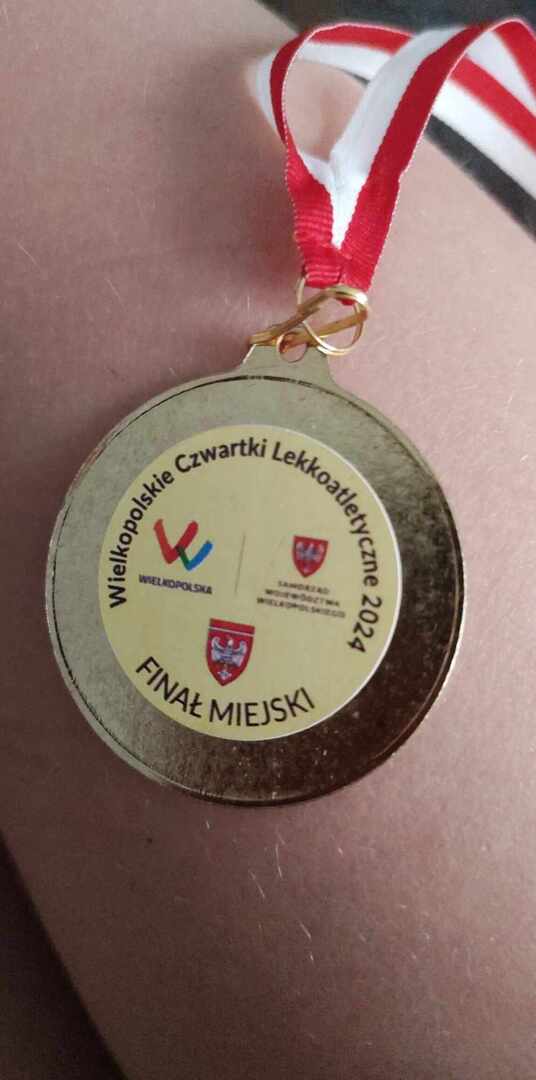 Wielkopolskie Czwartki Lekkoatletyczne 2024
WIELKOPOLSKA
SAMORZĄD
WOJEWÓDZTWA
WIELKOPOLSKIEGO
FINAŁ MIEJSKI